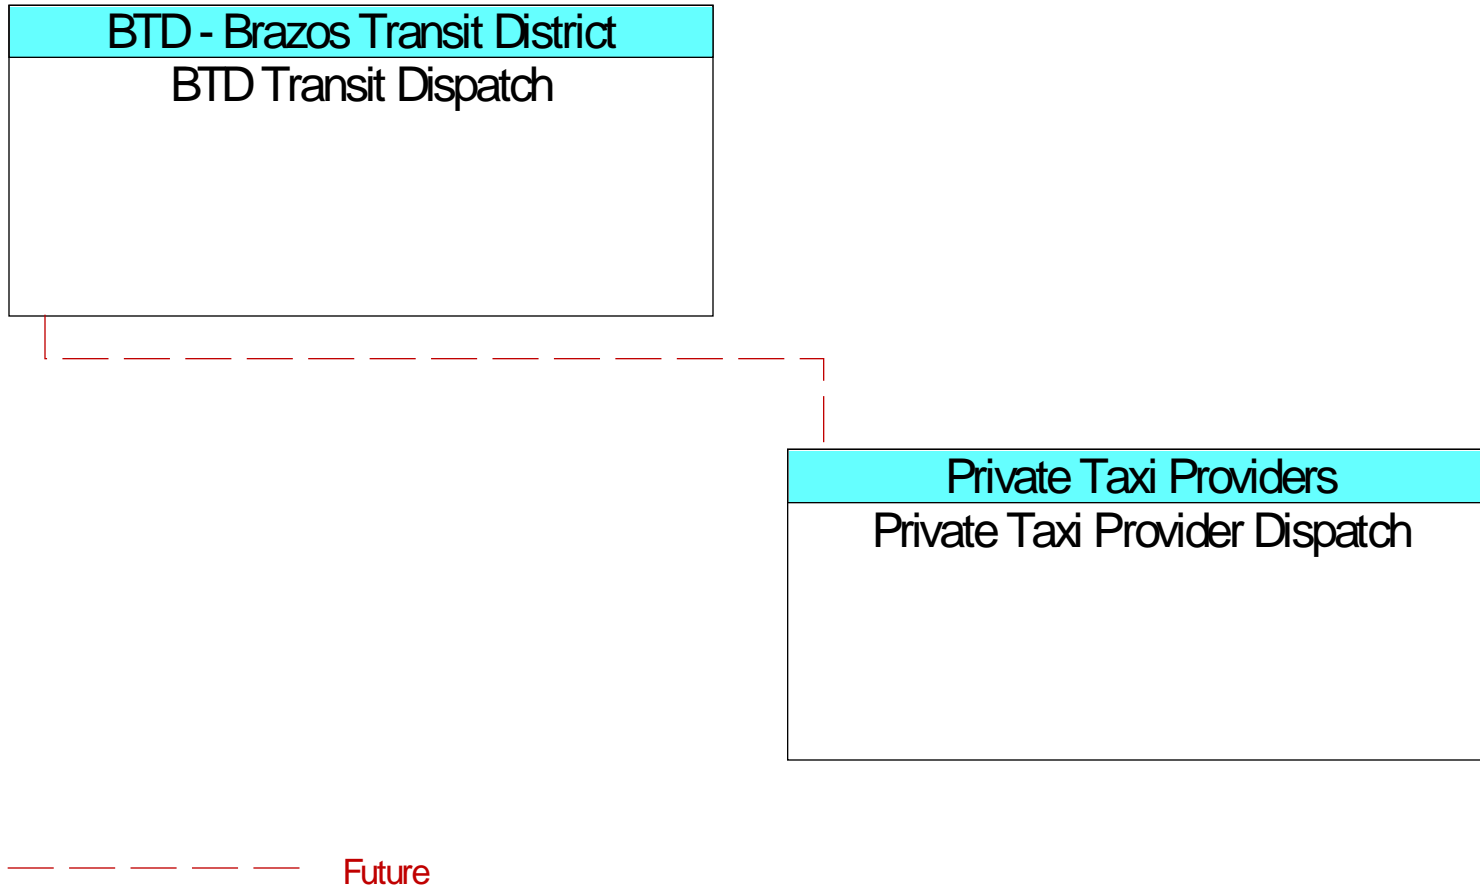 BTD - Brazos Transit District
BTD Transit Dispatch
Private Taxi Providers
Private Taxi Provider Dispatch
Future